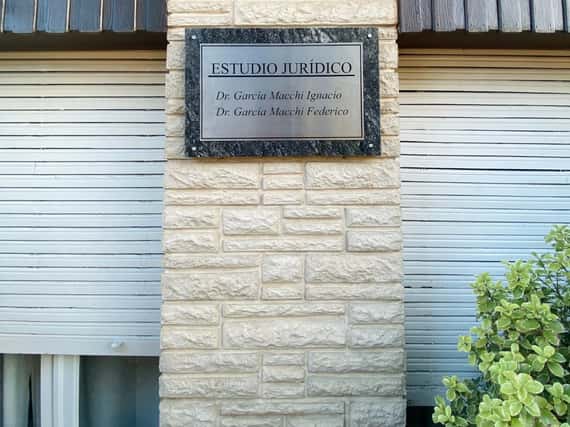 ESTUDIO JURÍDICO
Dr. García Macchi Ignacio
Dr. García Macchi Federico